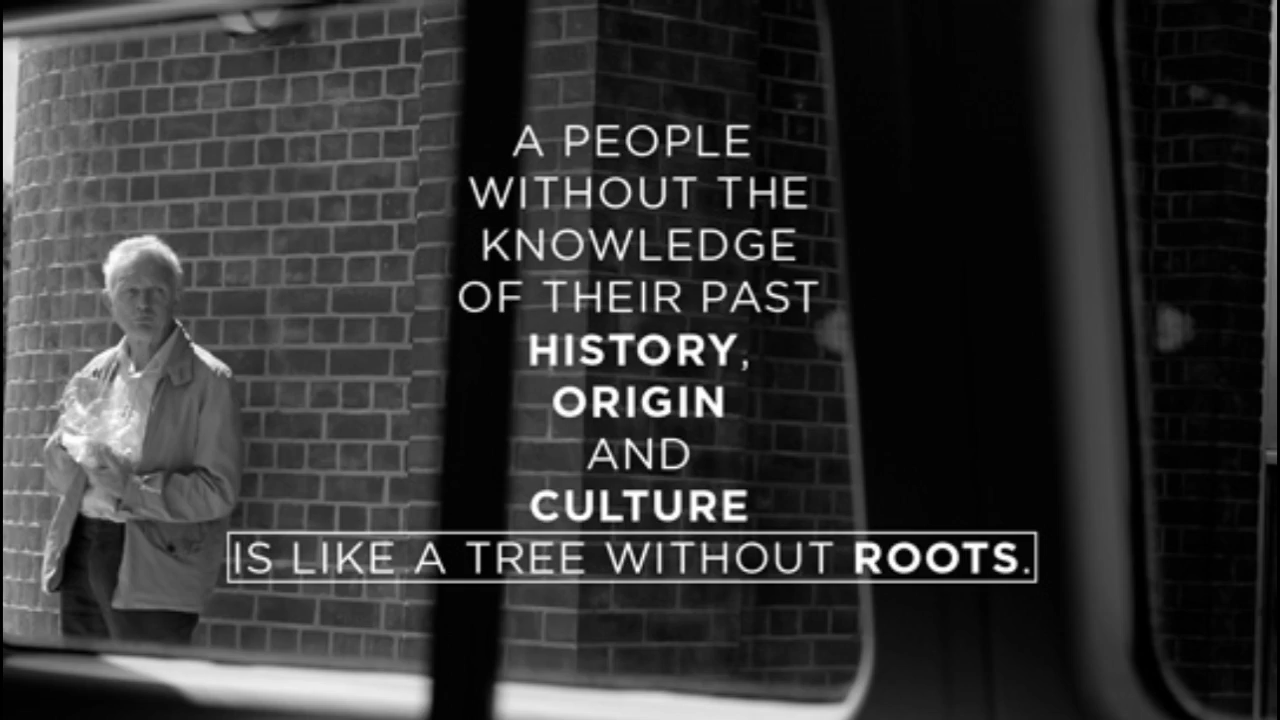 A PEOPLE
WITHOUT THE
KNOWLEDGE
OF THEIR PAST
HISTORY,
ORIGIN
AND
CULTURE
IS LIKE A TREE WITHOUT ROOTS.